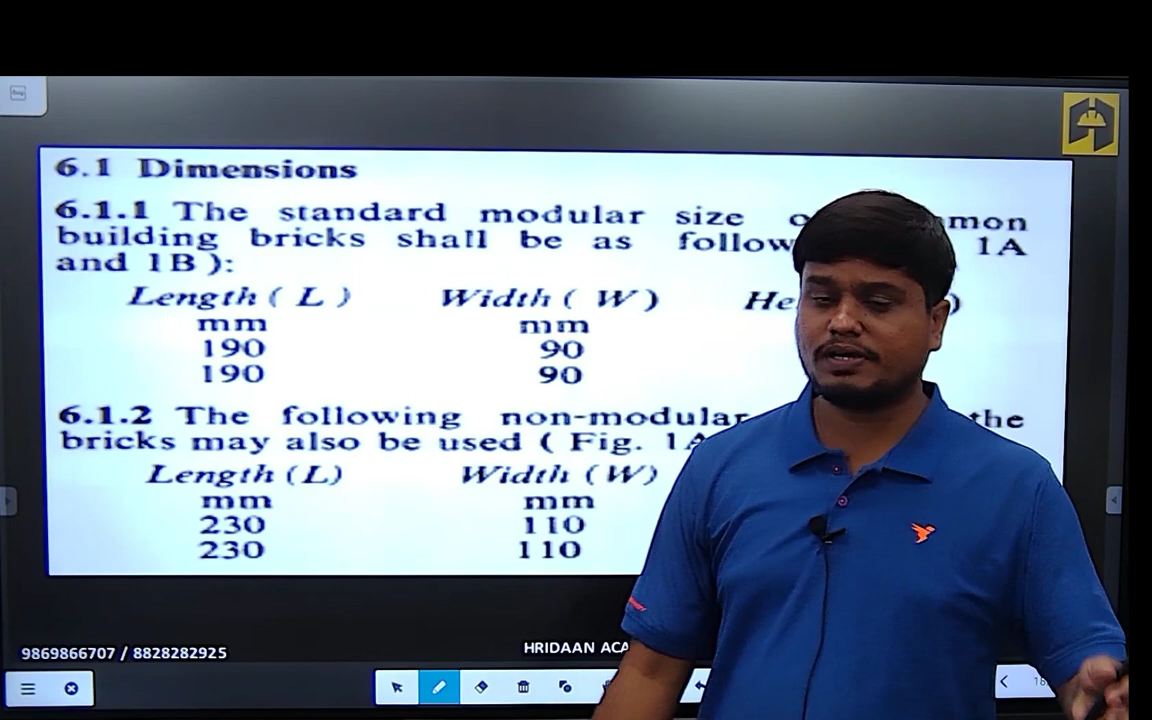 6.1 Dimensions
6.1.1 The standard modular size
building bricks shall be as 1A
and 1B ):
Length ( L ) Width ( W )
mm mm
190 90
190 90
6.1.2 The following non-modular the
bricks may also be used ( Fig.
Length (L) Width (W)
mm mm
230 110
230 110
9869866707 / 8828282925
HRIDAAN